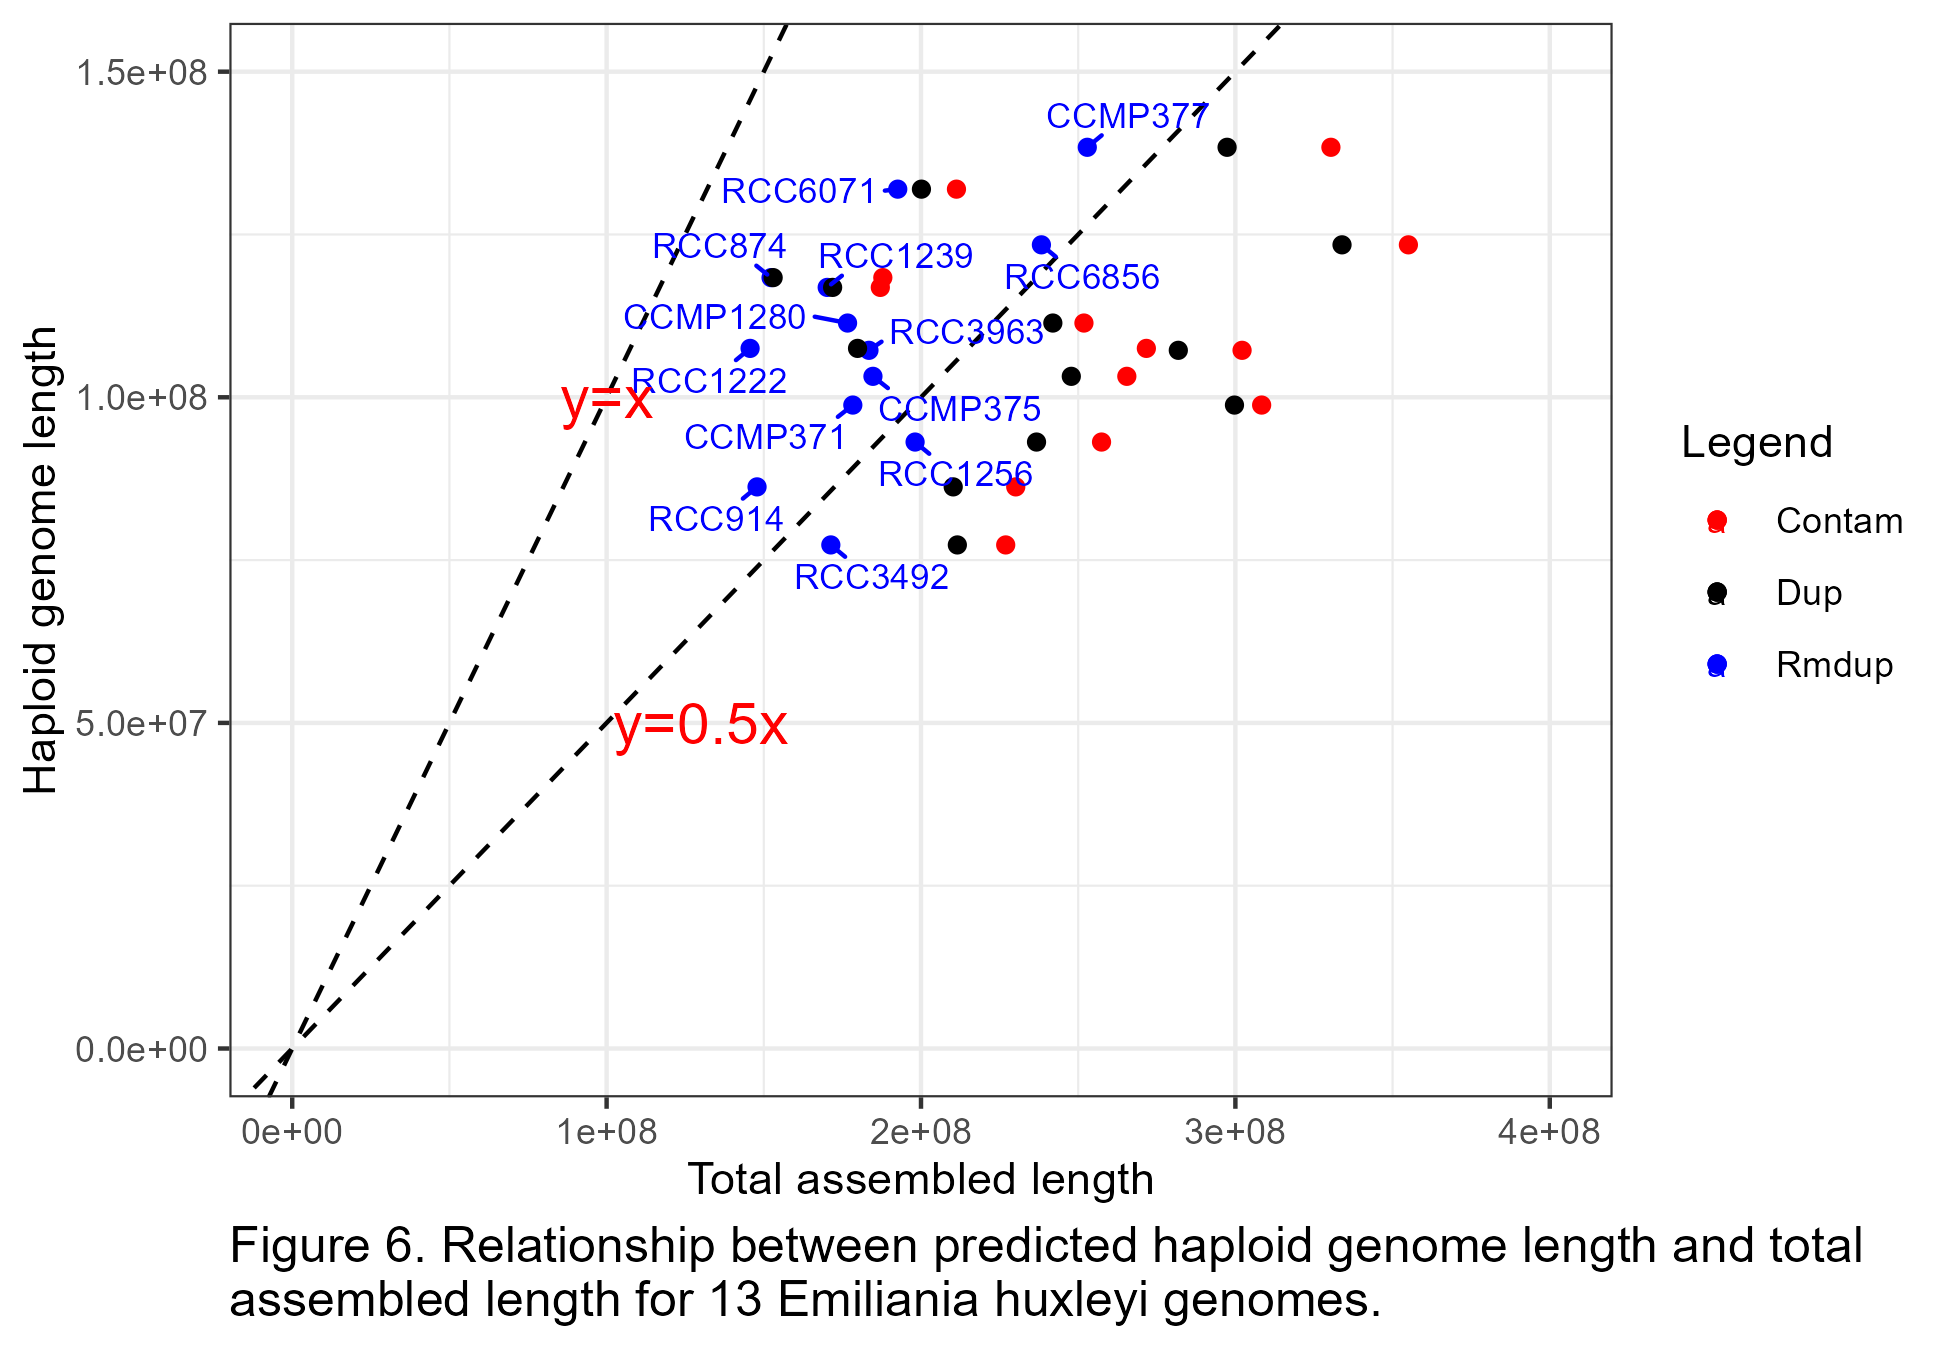 1.5e+08
1.0e+08
5.0e+07
0.0e+00
Haploid genome length
CCMP377
RCC6071
RCC874
RCC1239
RCC6856
CCMP1280
RCC3963
RCC1222
y=x
CCMP375
CCMP371
RCC1256
RCC914
RCC3492
y=0.5x
0e+00
1e+08
2e+08
3e+08
4e+08
Total assembled length
Legend
a Contam
a Dup
a Rmdup
Figure 6. Relationship between predicted haploid genome length and total
assembled length for 13 Emiliania huxleyi genomes.